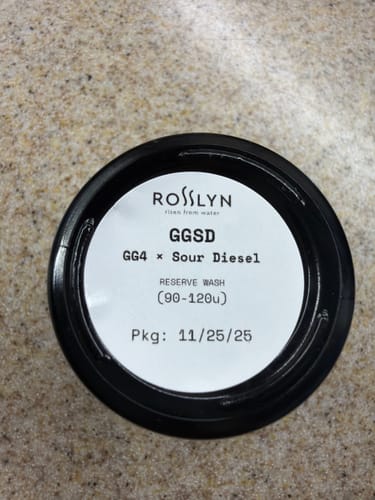 ROSSLYN
risen from water
GGSD
GG4 × Sour Diesel
RESERVE WASH
(90-120u)
Pkg: 11/25/25